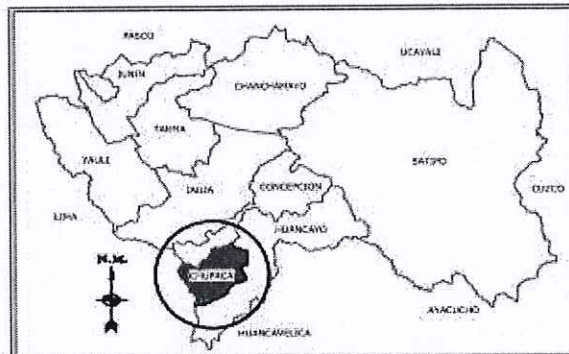 PASCO
UCAYALI
JUNIN
CHANCHAMAYO
TARMA
YAULI
SATIPO
JAUJA
CONCEPCION
CUZCO
LIMA
HUANCAYO
N.M.
CHUPACA
AYACUCHO
HUANCAVELICA